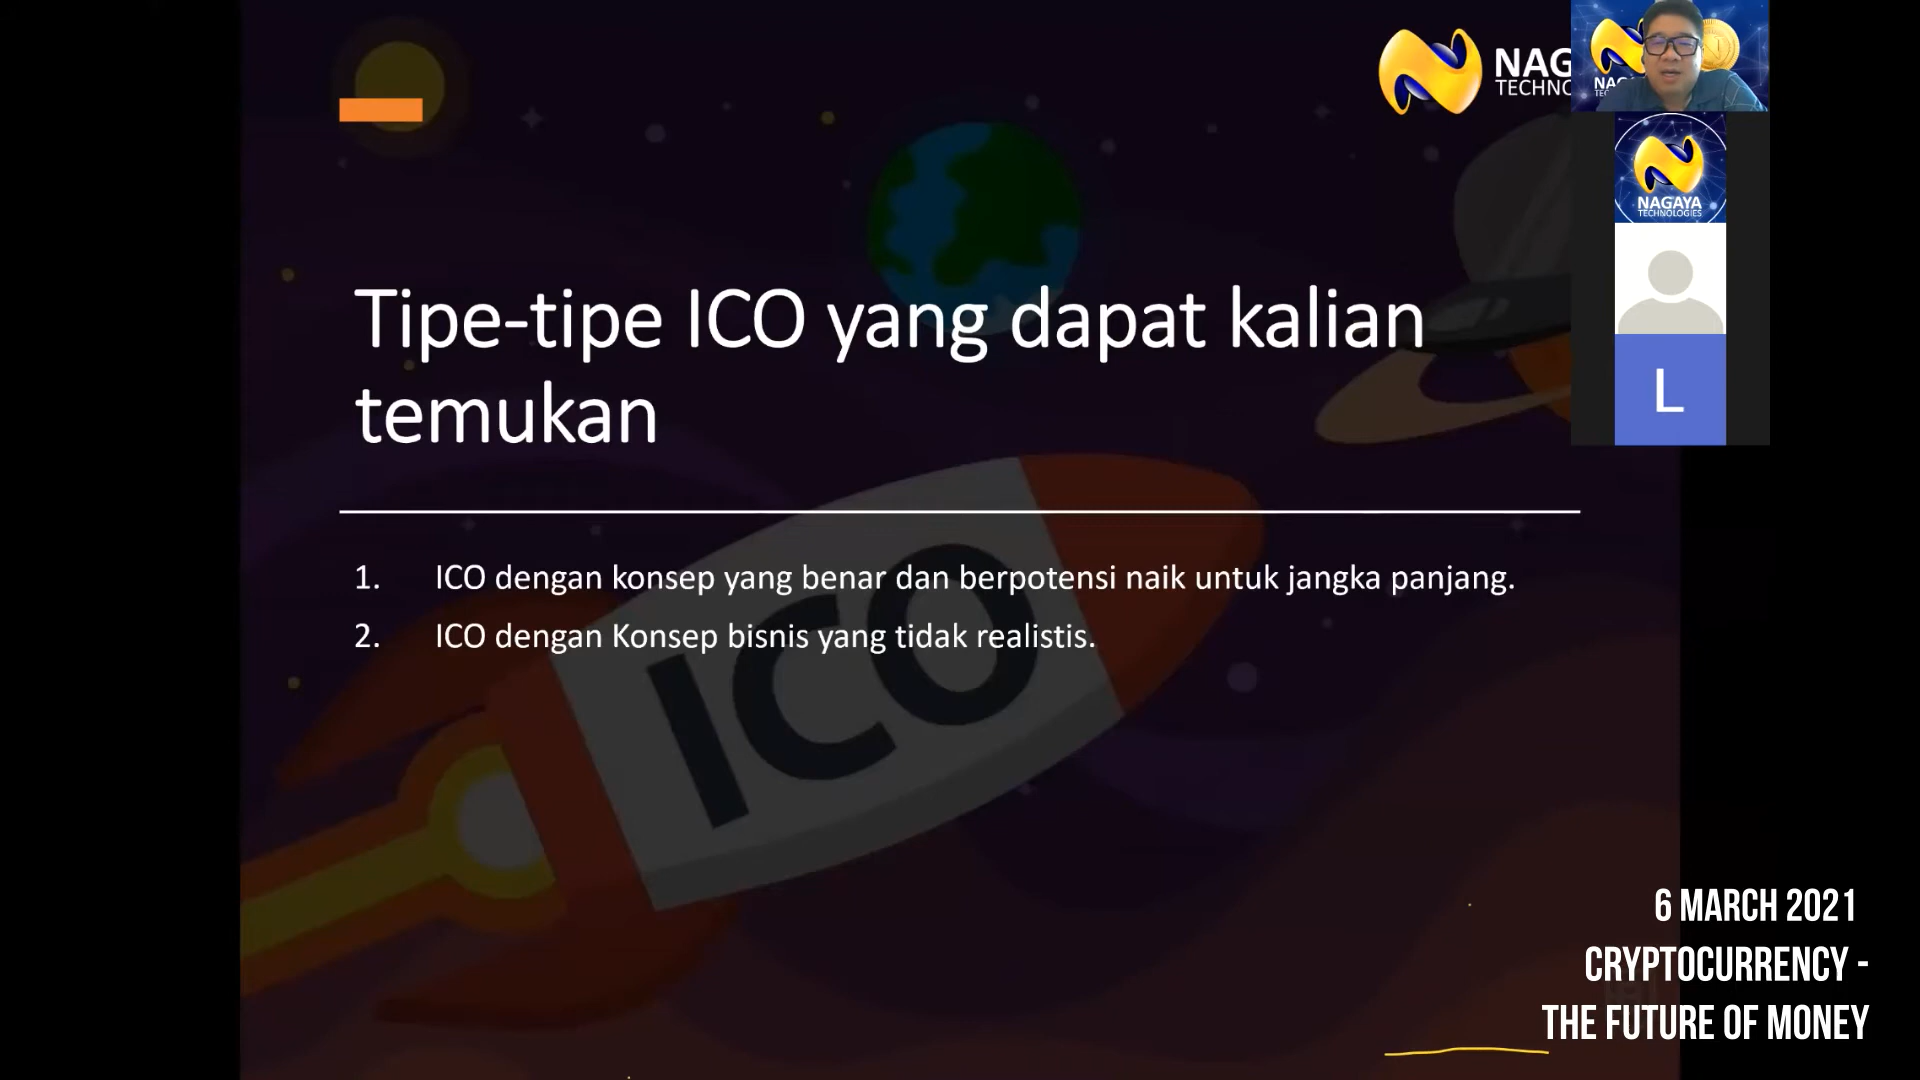 NAG
TECHNO
NAGAYA
TECHNOLOGIES
L
Tipe-tipe ICO yang dapat kalian
temukan
1. ICO dengan konsep yang benar dan berpotensi naik untuk jangka panjang.
2. ICO dengan Konsep bisnis yang tidak realistis.
ICO
6 MARCH 2021
CRYPTOCURRENCY -
THE FUTURE OF MONEY